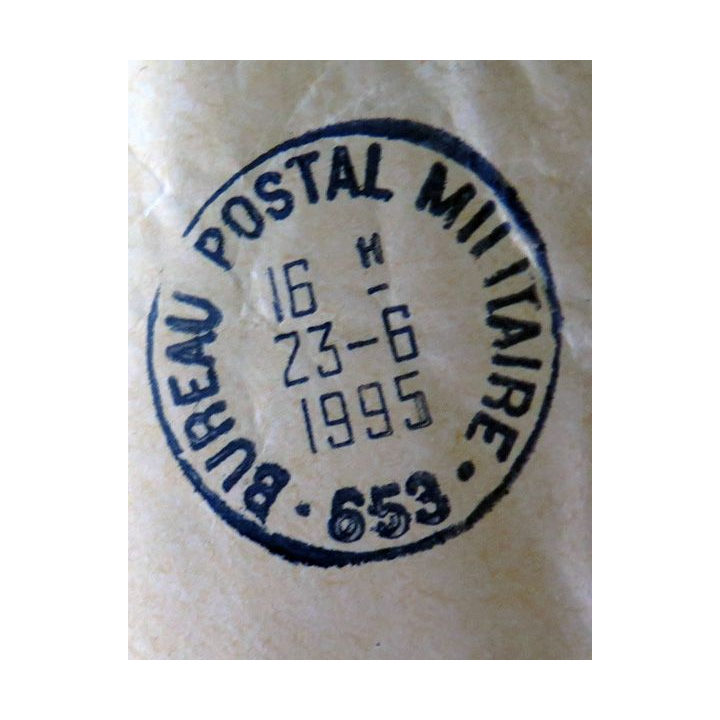 BUREAU POSTAL MILITAIRE
16 H -
23-6
1995
· 653 ·